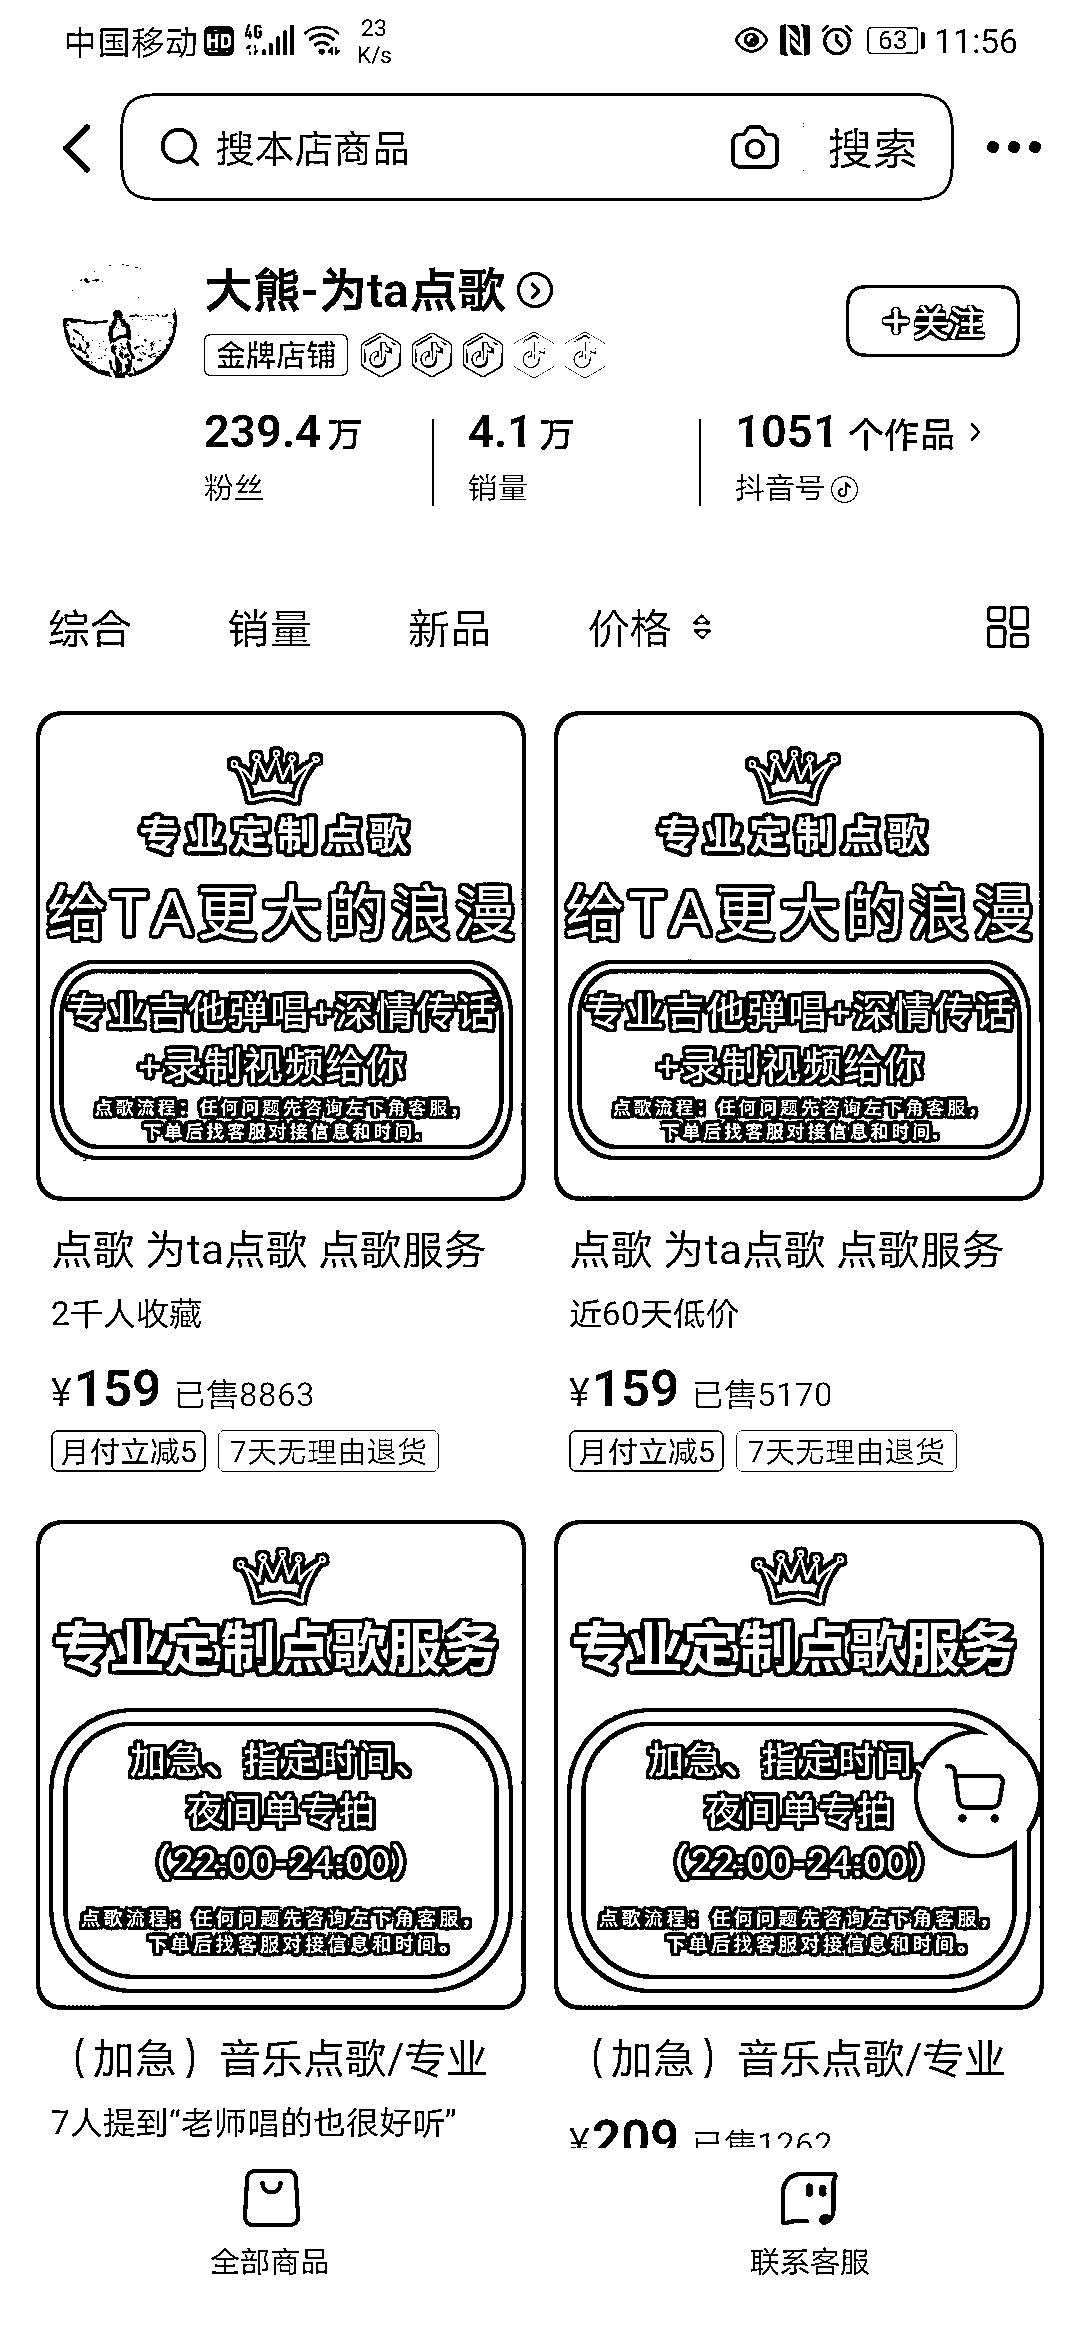 中国移动 HD 4G 23 K/s 63 11:56
搜本店商品 搜索
大熊-为ta点歌
+关注
金牌店铺
239.4万 4.1万 1051 个作品
粉丝 销量 抖音号
综合 销量 新品 价格
专业定制点歌
给TA更大的浪漫
专业吉他弹唱+深情传话
+录制视频给你
点歌流程：任何问题先咨询左下角客服，
下单后找客服对接信息和时间。
点歌 为ta点歌 点歌服务
2千人收藏
¥159 已售8863
月付立减5 7天无理由退货
专业定制点歌
给TA更大的浪漫
专业吉他弹唱+深情传话
+录制视频给你
点歌流程：任何问题先咨询左下角客服，
下单后找客服对接信息和时间。
点歌 为ta点歌 点歌服务
近60天低价
¥159 已售5170
月付立减5 7天无理由退货
专业定制点歌服务
加急、指定时间、
夜间单专拍
（22:00-24:00）
点歌流程：任何问题先咨询左下角客服，
下单后找客服对接信息和时间。
（加急）音乐点歌/专业
7人提到“老师唱的也很好听”
专业定制点歌服务
加急、指定时间、
夜间单专拍
（22:00-24:00）
点歌流程：任何问题先咨询左下角客服，
下单后找客服对接信息和时间。
（加急）音乐点歌/专业
¥209 已售1262
全部商品 联系客服